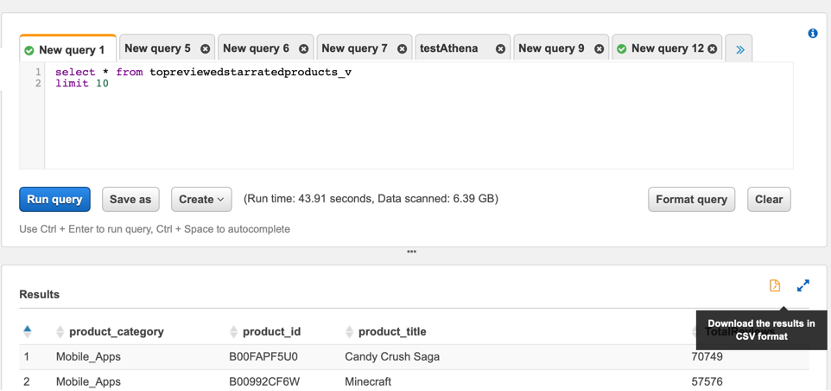 New query 1 New query 5 New query 6 New query 7 testAthena New query 9 New query 12 »
1 select * from topreviewedstarratedproducts_v
2 limit 10
Run query Save as Create (Run time: 43.91 seconds, Data scanned: 6.39 GB) Format query Clear
Use Ctrl + Enter to run query, Ctrl + Space to autocomplete
Results
Download the results in
CSV format
product_category product_id product_title
1 Mobile_Apps B00FAPF5U0 Candy Crush Saga 70749
2 Mobile_Apps B00992CF6W Minecraft 57576